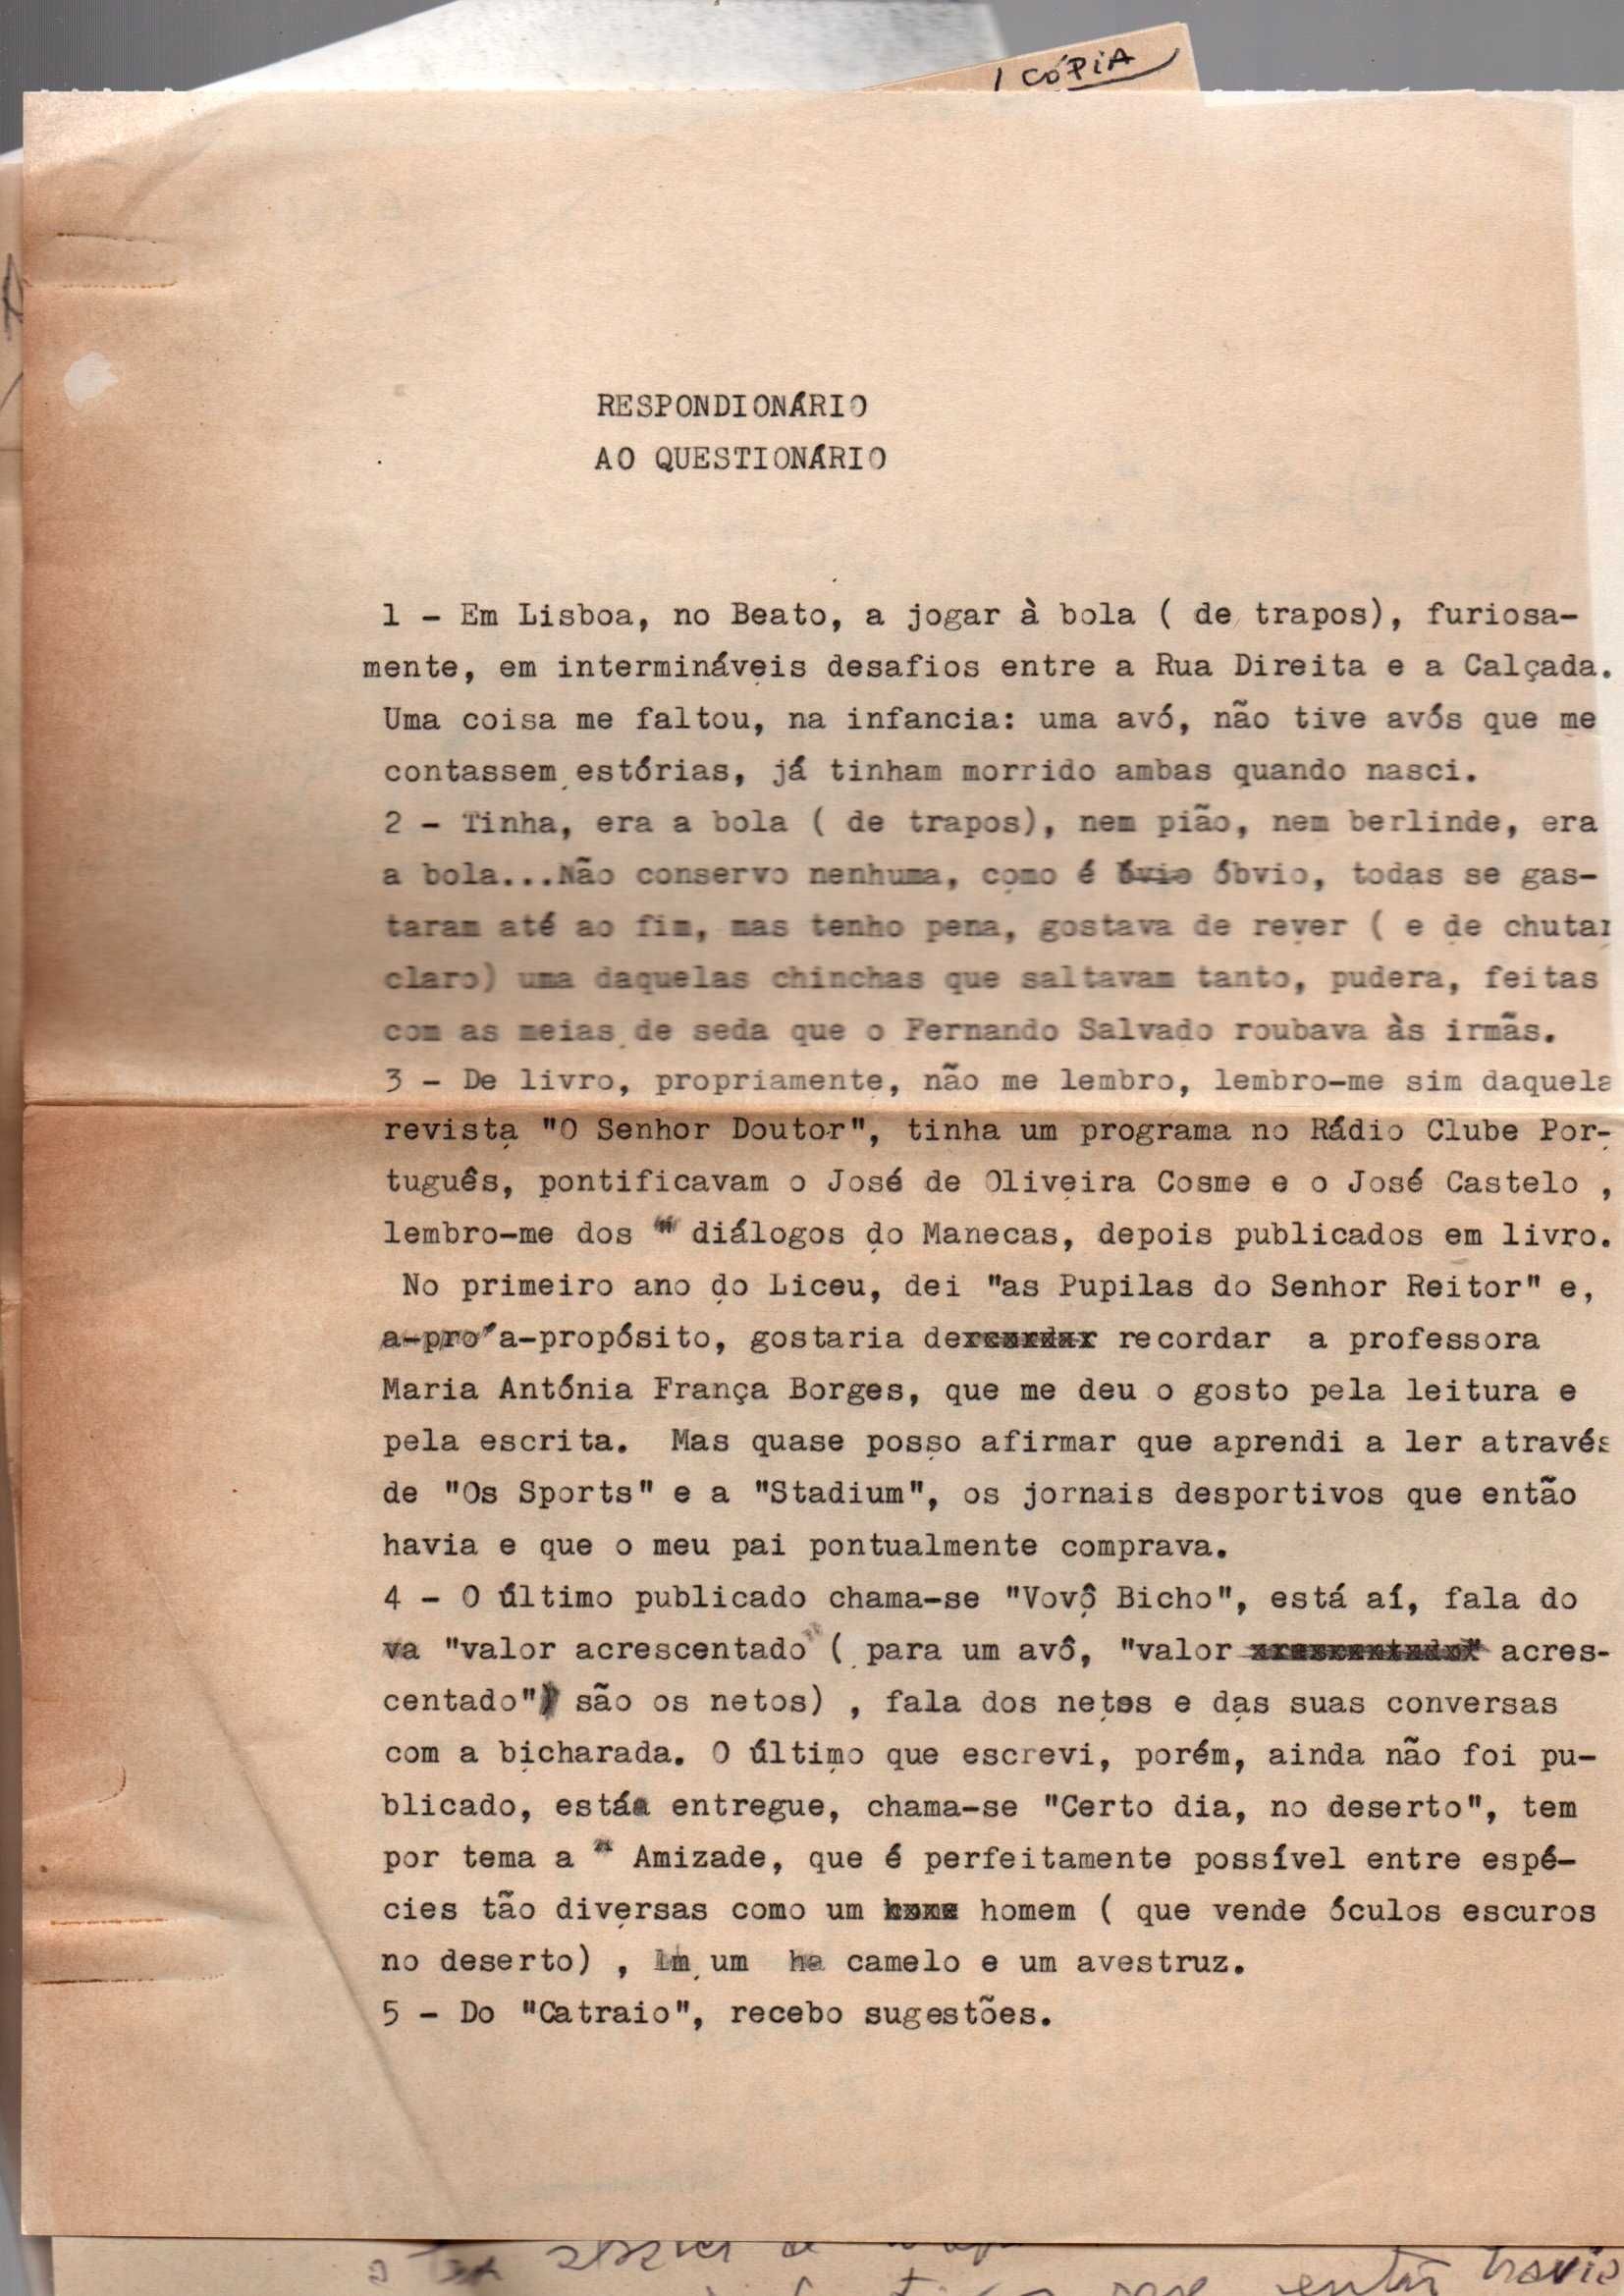 1 CÓPIA
RESPONDIONÁRIO
AO QUESTIONÁRIO
1 - Em Lisboa, no Beato, a jogar à bola ( de trapos), furiosa-
mente, em intermináveis desafios entre a Rua Direita e a Calçada.
Uma coisa me faltou, na infancia: uma avó, não tive avós que me
contassem estórias, já tinham morrido ambas quando nasci.
2 - Tinha, era a bola ( de trapos), nem pião, nem berlinde, era
a bola...Não conservo nenhuma, como é óvio óbvio, todas se gas-
taram até ao fim, mas tenho pena, gostava de rever ( e de chutar
claro) uma daquelas chinchas que saltavam tanto, pudera, feitas
com as meias de seda que o Fernando Salvado roubava às irmãs.
3 - De livro, propriamente, não me lembro, lembro-me sim daquela
revista "O Senhor Doutor", tinha um programa no Rádio Clube Por-
tuguês, pontificavam o José de Oliveira Cosme e o José Castelo ,
lembro-me dos diálogos do Manecas, depois publicados em livro.
No primeiro ano do Liceu, dei "as Pupilas do Senhor Reitor" e,
a-pro a-propósito, gostaria de recordar a professora
Maria Antónia França Borges, que me deu o gosto pela leitura e
pela escrita. Mas quase posso afirmar que aprendi a ler através
de "Os Sports" e a "Stadium", os jornais desportivos que então
havia e que o meu pai pontualmente comprava.
4 - O último publicado chama-se "Vovô Bicho", está aí, fala do
va "valor acrescentado" ( para um avô, "valor acres-
centado" são os netos) , fala dos netos e das suas conversas
com a bicharada. O último que escrevi, porém, ainda não foi pu-
blicado, está entregue, chama-se "Certo dia, no deserto", tem
por tema a Amizade, que é perfeitamente possível entre espé-
cies tão diversas como um homem ( que vende óculos escuros
no deserto) , um camelo e um avestruz.
5 - Do "Catraio", recebo sugestões.